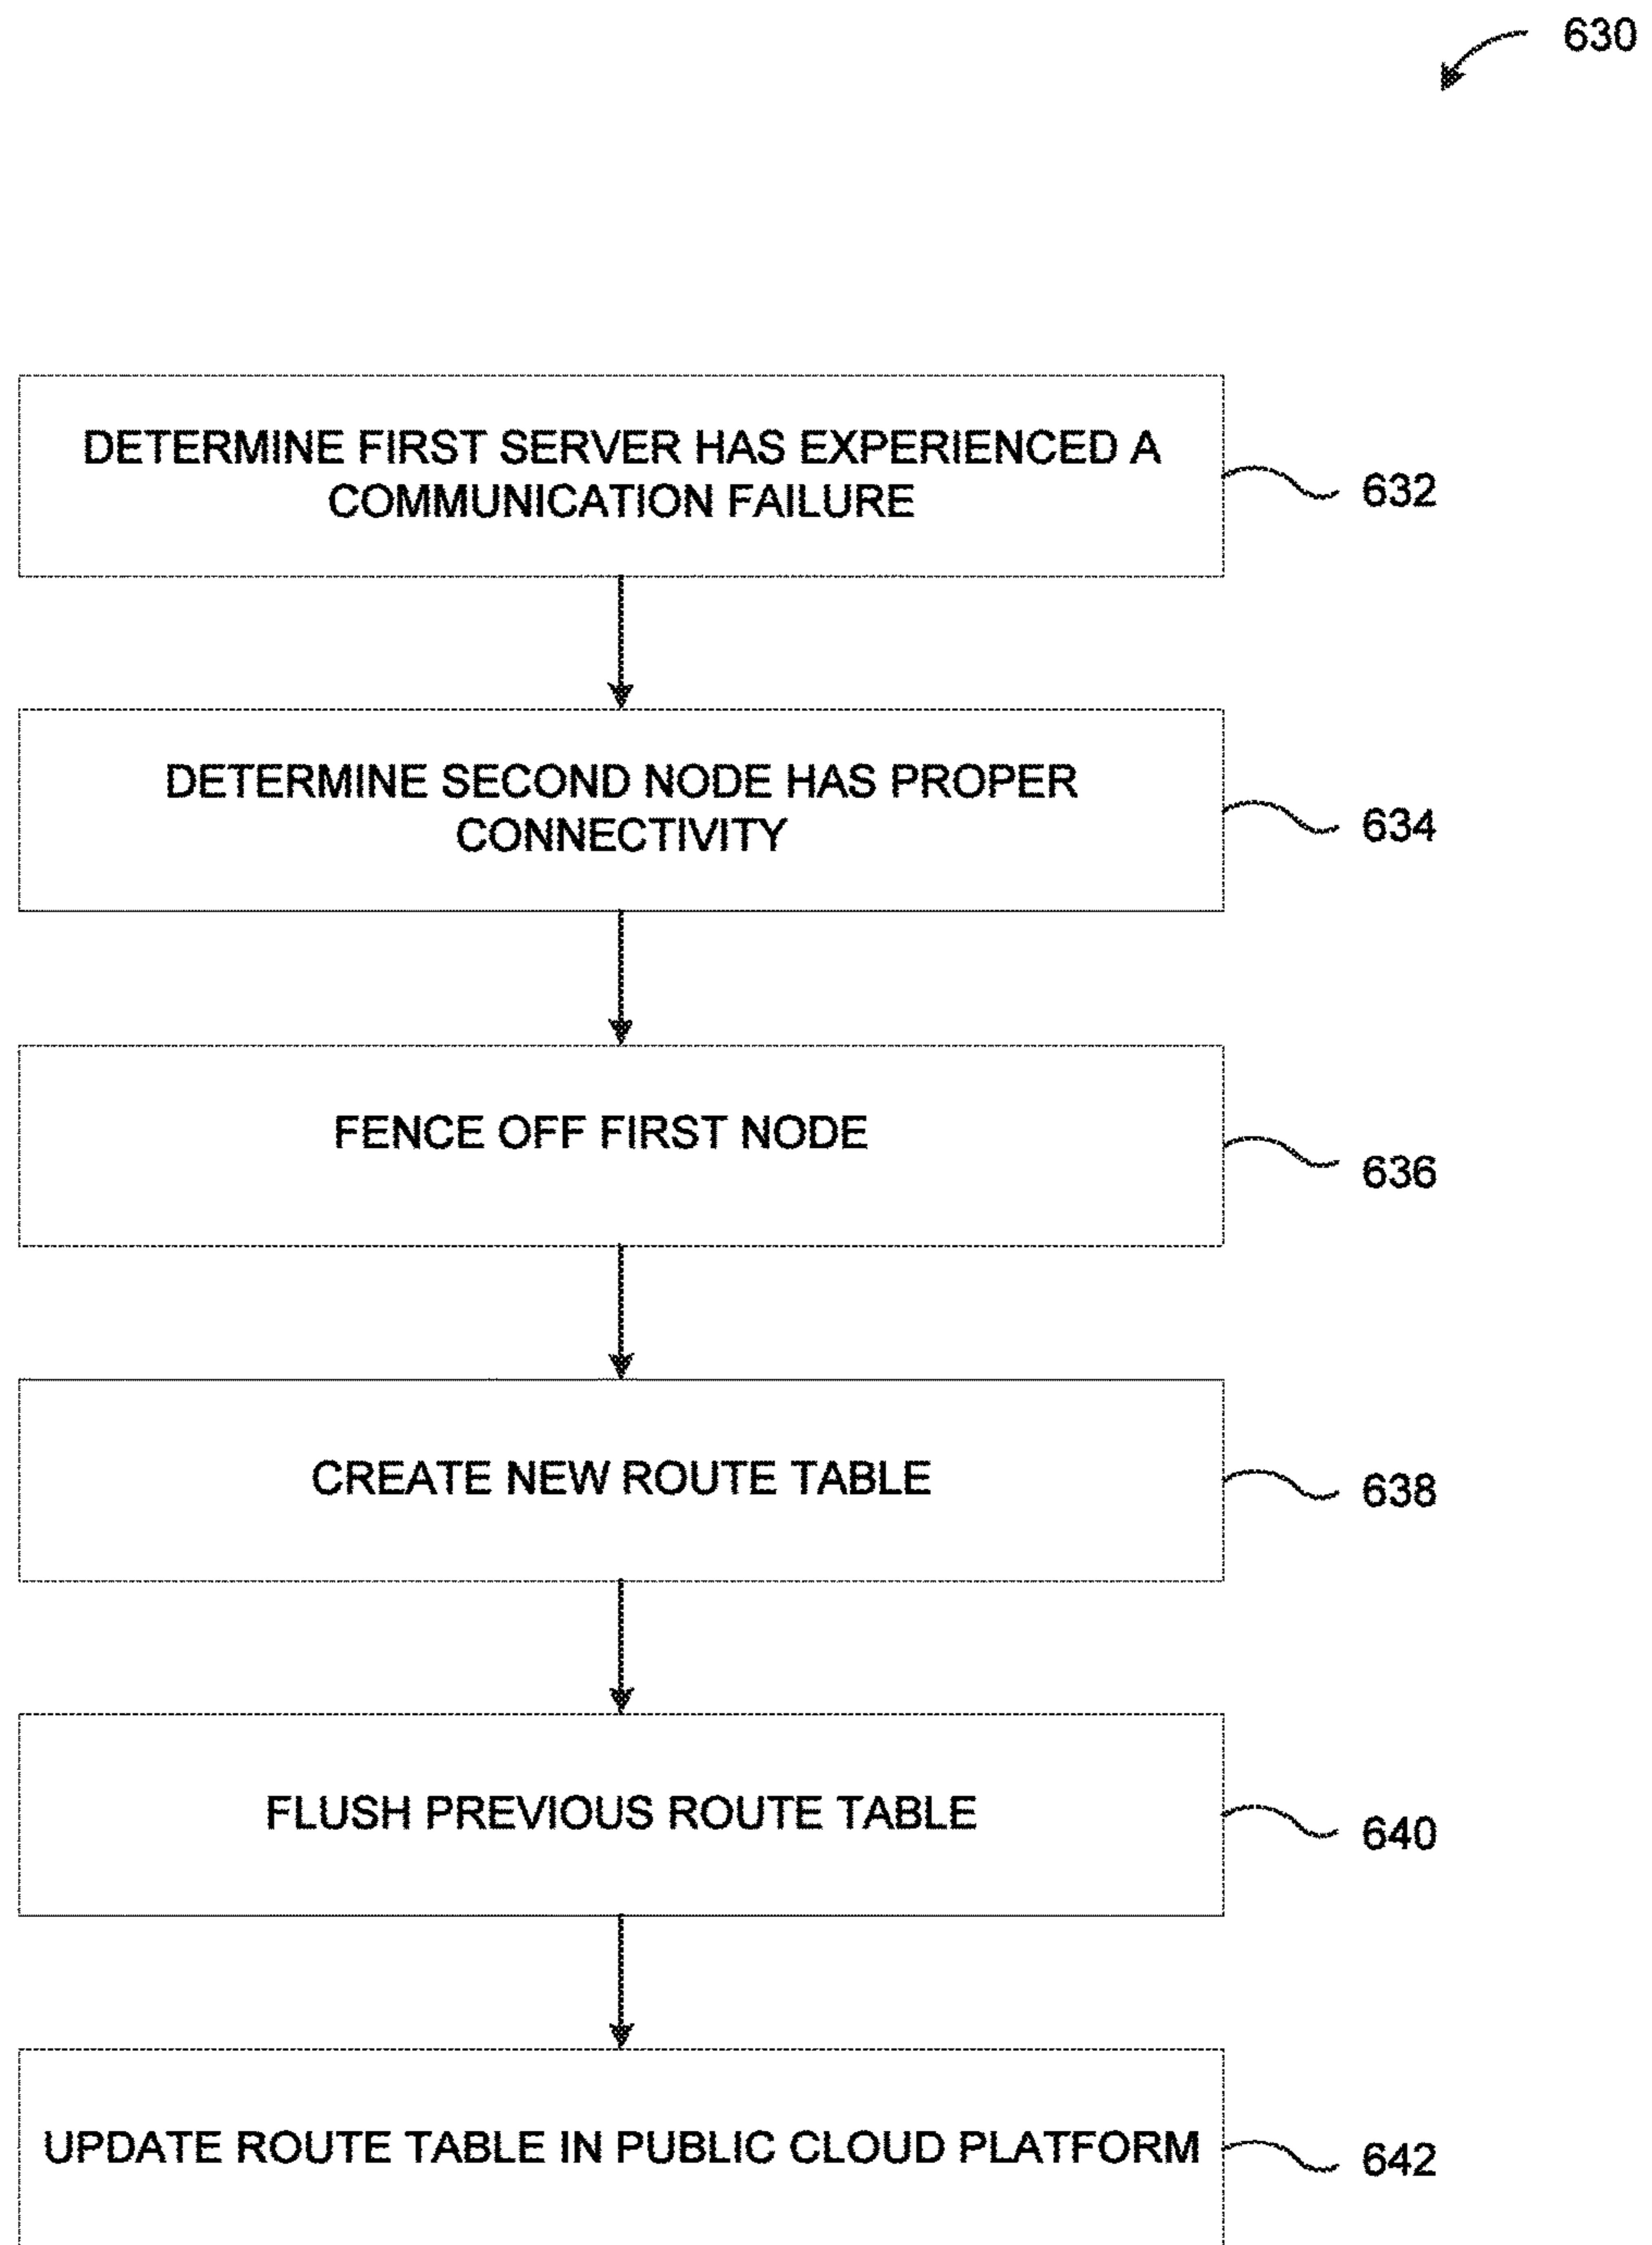 630
DETERMINE FIRST SERVER HAS EXPERIENCED A
COMMUNICATION FAILURE
632
DETERMINE SECOND NODE HAS PROPER
CONNECTIVITY
634
FENCE OFF FIRST NODE
636
CREATE NEW ROUTE TABLE
638
FLUSH PREVIOUS ROUTE TABLE
640
UPDATE ROUTE TABLE IN PUBLIC CLOUD PLATFORM
642